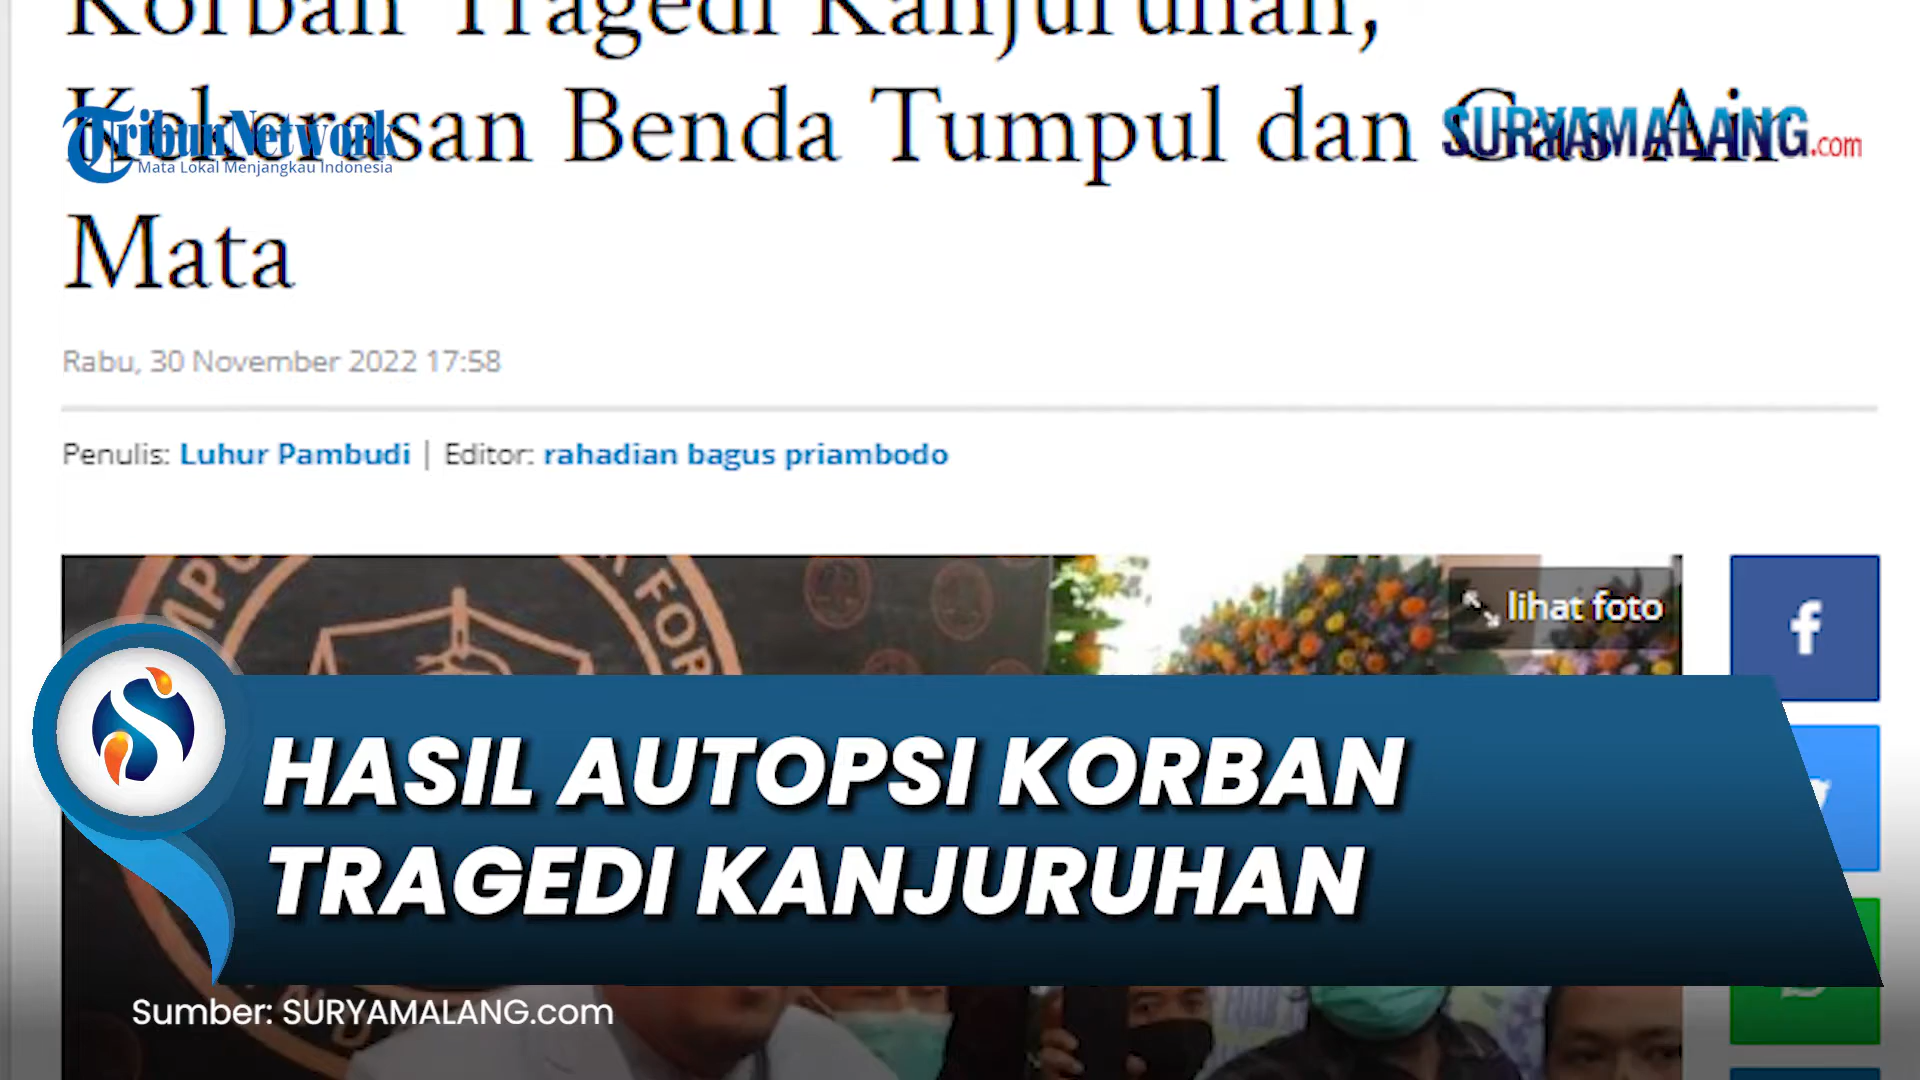 Korban Tragedi Kanjuruhan,
Kekerasan Benda Tumpul dan Gas Air
Mata
TribunNetwork
Mata Lokal Menjangkau Indonesia
SURYAMALANG.com
Rabu, 30 November 2022 17:58
Penulis: Luhur Pambudi | Editor: rahadian bagus priambodo
lihat foto
FOR
HASIL AUTOPSI KORBAN
TRAGEDI KANJURUHAN
Sumber: SURYAMALANG.com